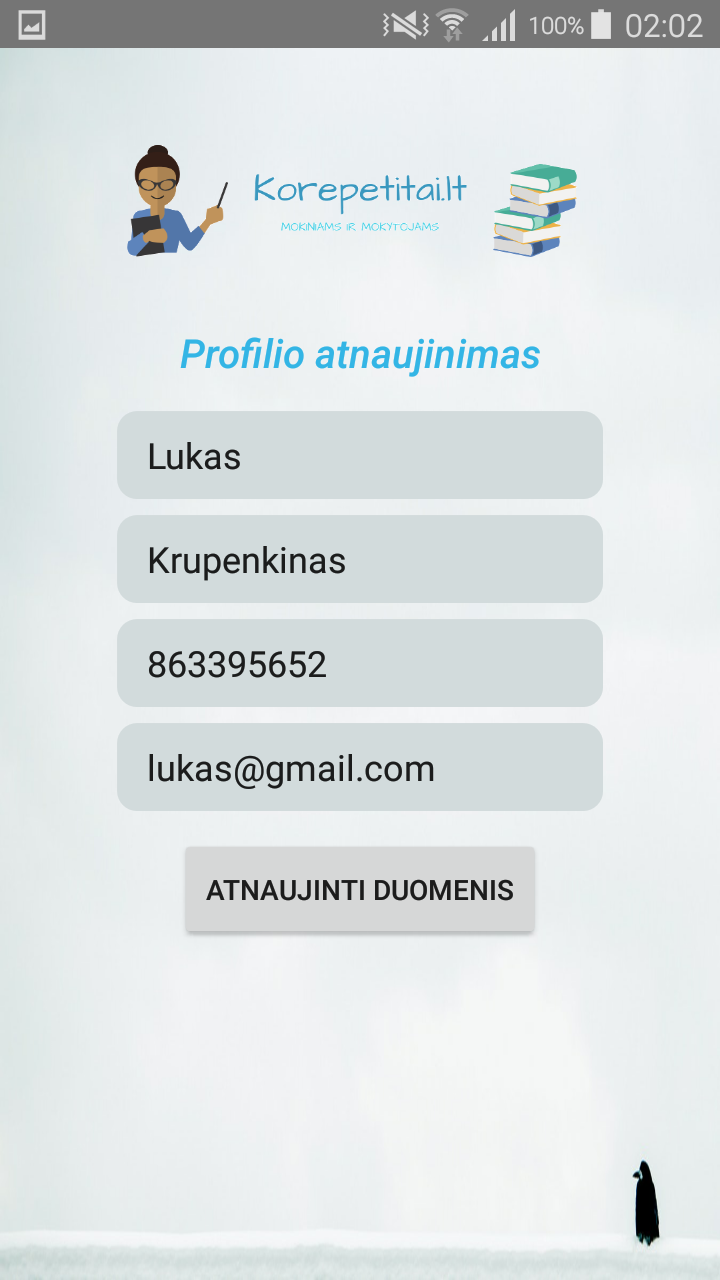 100% 02:02
Korepetitai.lt
MOKINIAMS IR MOKYTOJAMS
Profilio atnaujinimas
Lukas
Krupenkinas
863395652
lukas@gmail.com
ATNAUJINTI DUOMENIS